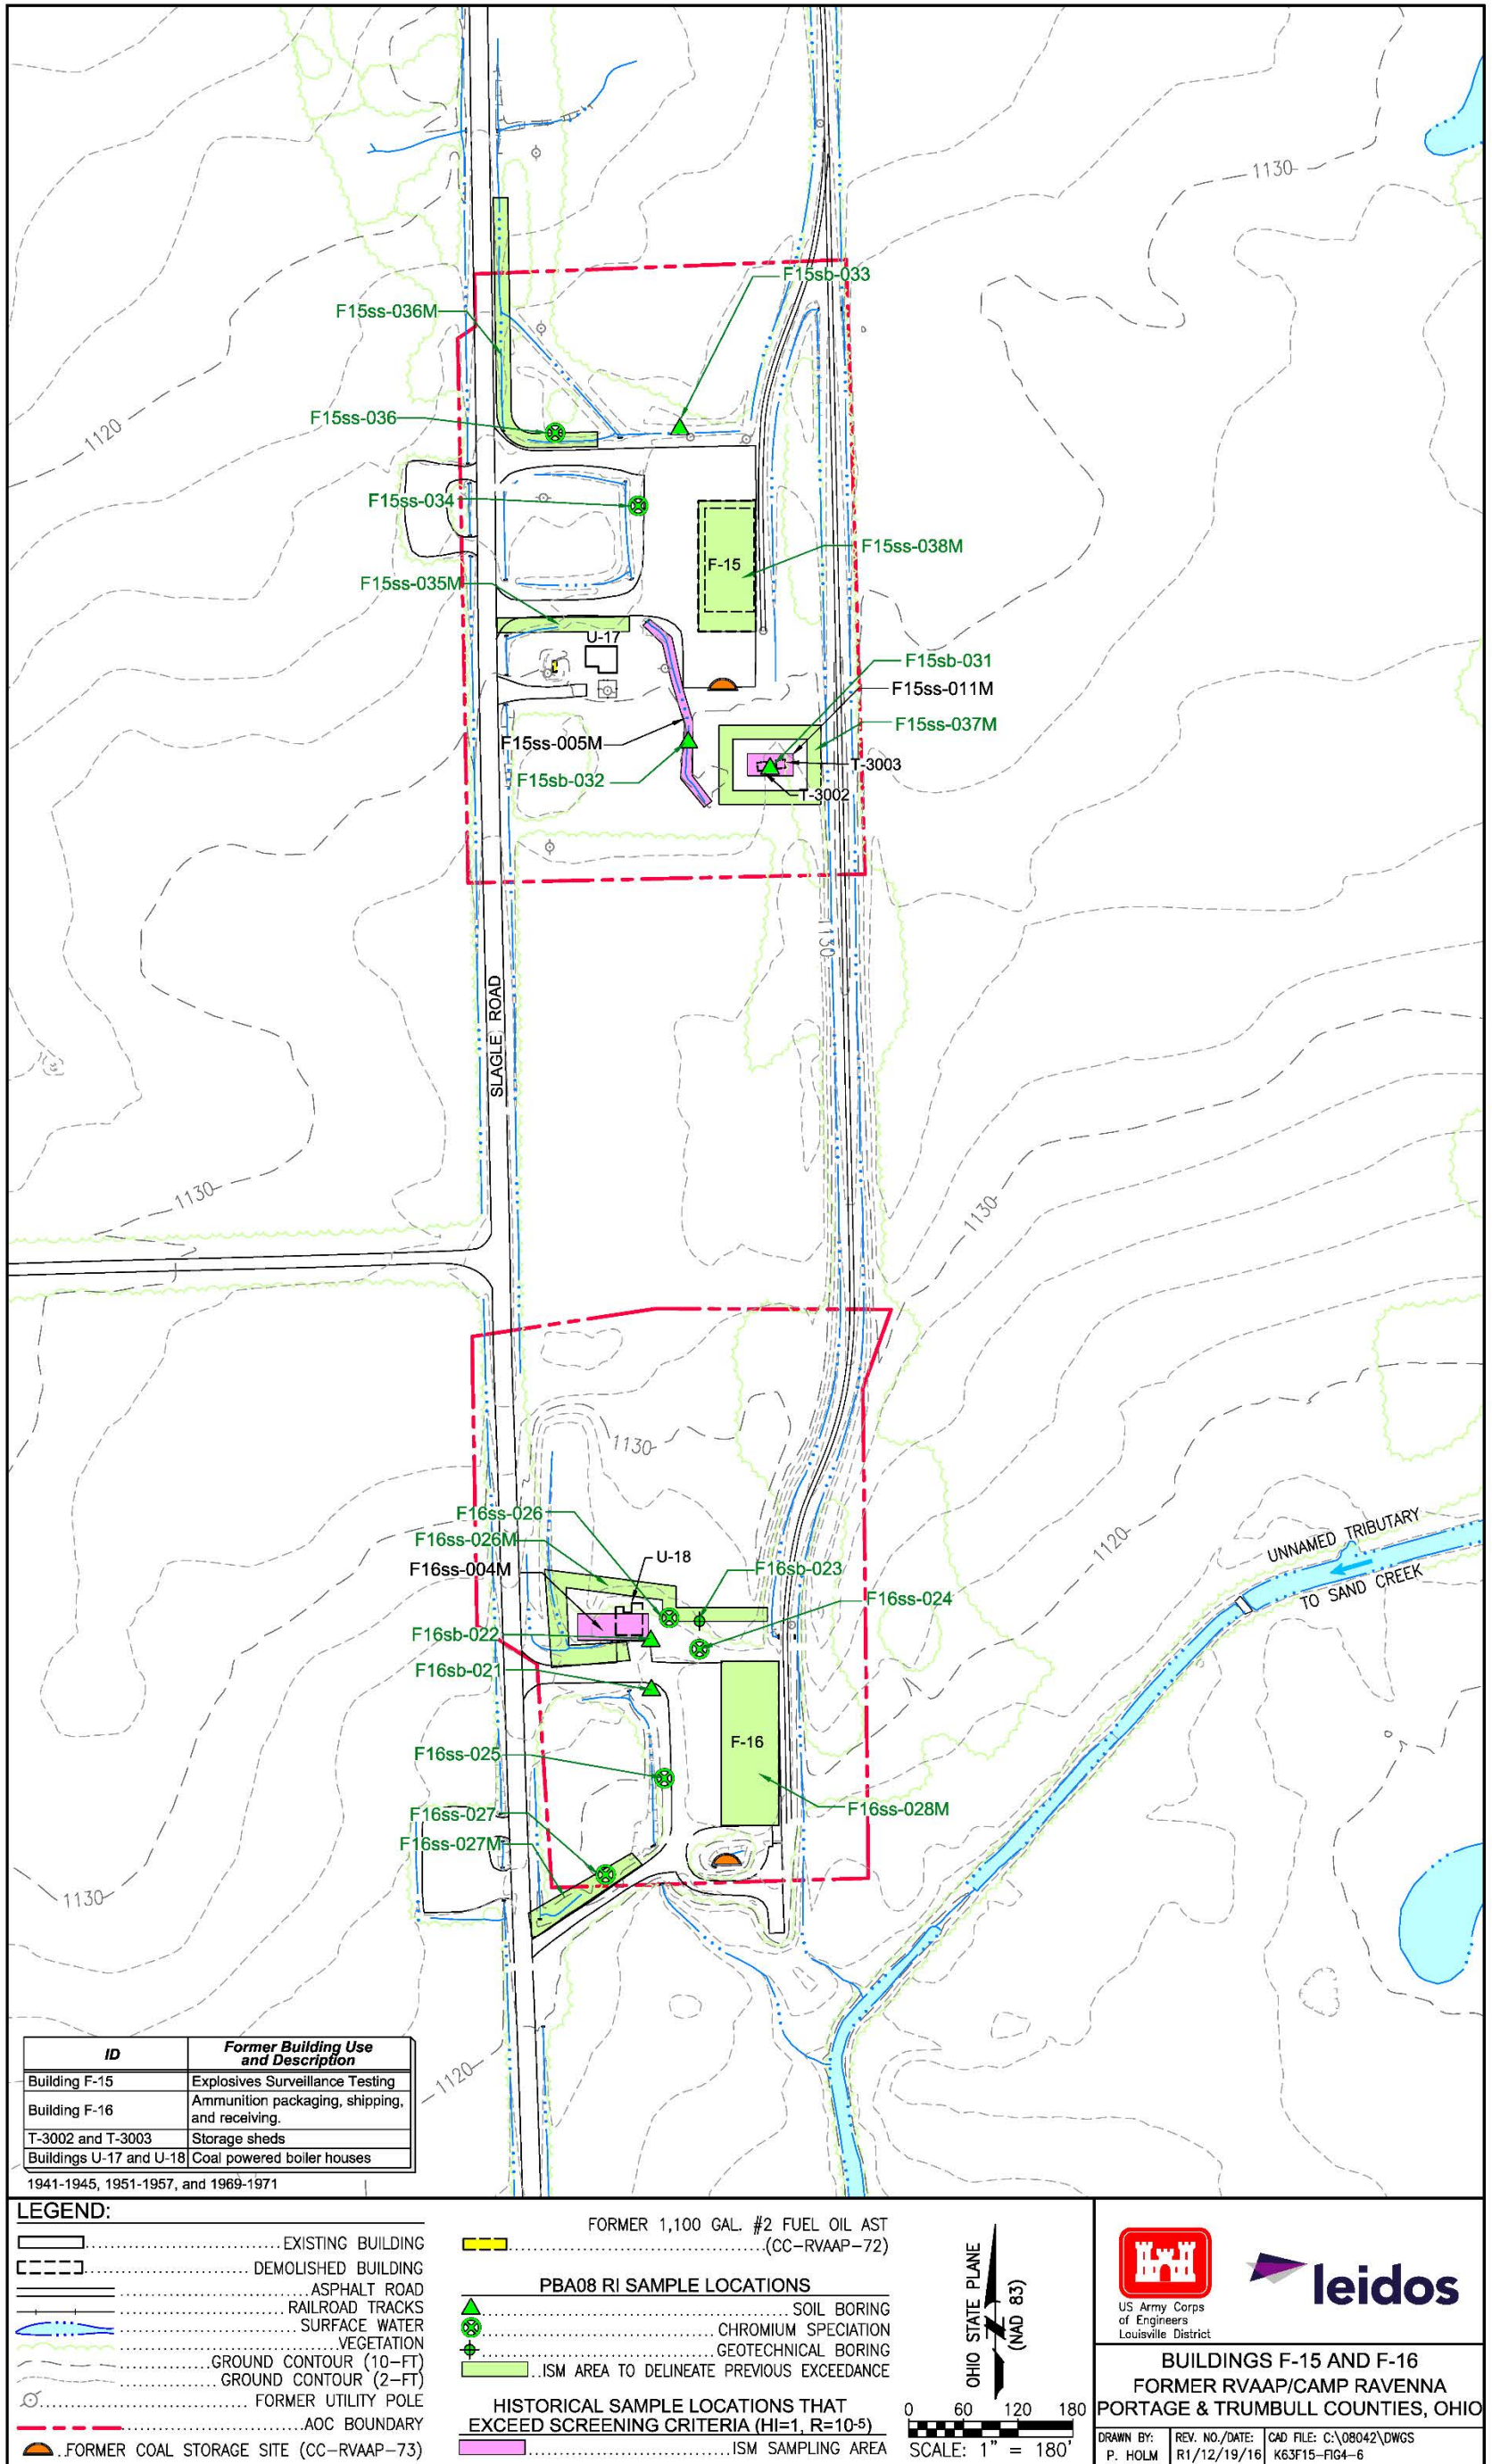 1130
F15sb-033
F15ss-036M
F15ss-036
1120
F15ss-034
F15ss-038M
F-15
F15ss-035M
U-17
F15sb-031
F15ss-011M
F15ss-037M
F15ss-005M
T-3003
F15sb-032
T-3002
1130
SLAGLE ROAD
1130
1130
1130
F16ss-026
F16ss-026M
F16ss-004M
U-18
F16sb-023
F16ss-024
1120
UNNAMED TRIBUTARY
TO SAND CREEK
F16sb-022
F16sb-021
F-16
F16ss-025
F16ss-028M
F16ss-027
F16ss-027M
1130
1120
ID
Former Building Use
and Description
Building F-15
Explosives Surveillance Testing
Building F-16
Ammunition packaging, shipping,
and receiving.
T-3002 and T-3003
Storage sheds
Buildings U-17 and U-18
Coal powered boiler houses
1941-1945, 1951-1957, and 1969-1971
LEGEND:
EXISTING BUILDING
DEMOLISHED BUILDING
ASPHALT ROAD
RAILROAD TRACKS
SURFACE WATER
VEGETATION
GROUND CONTOUR (10-FT)
GROUND CONTOUR (2-FT)
FORMER UTILITY POLE
AOC BOUNDARY
FORMER COAL STORAGE SITE (CC-RVAAP-73)
FORMER 1,100 GAL. #2 FUEL OIL AST
(CC-RVAAP-72)
PBA08 RI SAMPLE LOCATIONS
SOIL BORING
CHROMIUM SPECIATION
GEOTECHNICAL BORING
ISM AREA TO DELINEATE PREVIOUS EXCEEDANCE
HISTORICAL SAMPLE LOCATIONS THAT
EXCEED SCREENING CRITERIA (HI=1, R=10-5)
ISM SAMPLING AREA
OHIO STATE PLANE
(NAD 83)
0 60 120 180
SCALE: 1" = 180'
US Army Corps
of Engineers
Louisville District
leidos
BUILDINGS F-15 AND F-16
FORMER RVAAP/CAMP RAVENNA
PORTAGE & TRUMBULL COUNTIES, OHIO
DRAWN BY:
P. HOLM
REV. NO./DATE:
R1/12/19/16
CAD FILE: C:\08042\DWGS
K63F15-FIG4-6